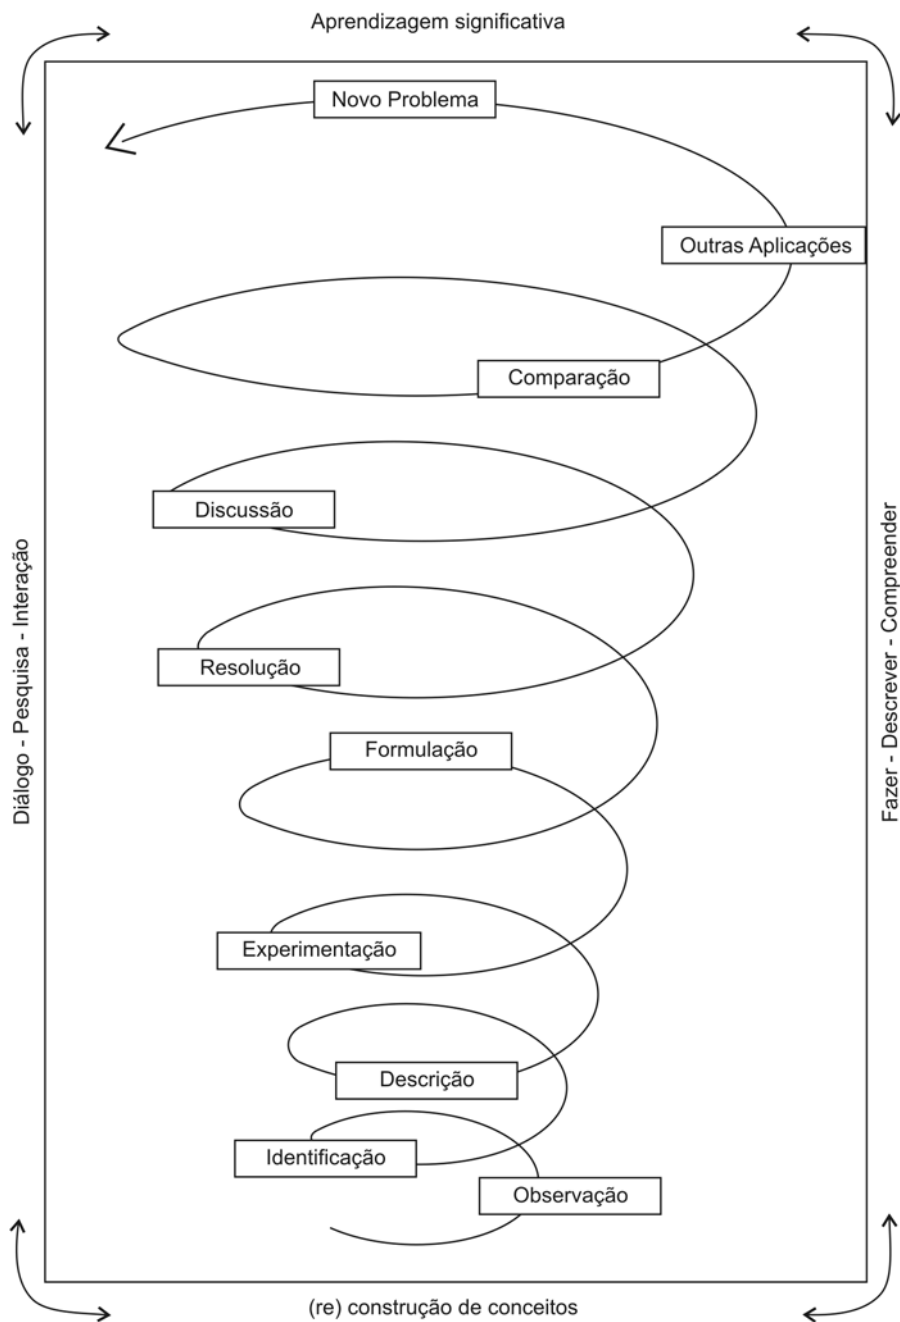 Aprendizagem significativa
Novo Problema
Outras Aplicações
Comparação
Discussão
Resolução
Formulação
Experimentação
Descrição
Identificação
Observação
Diálogo - Pesquisa - Interação
Fazer - Descrever - Compreender
(re) construção de conceitos